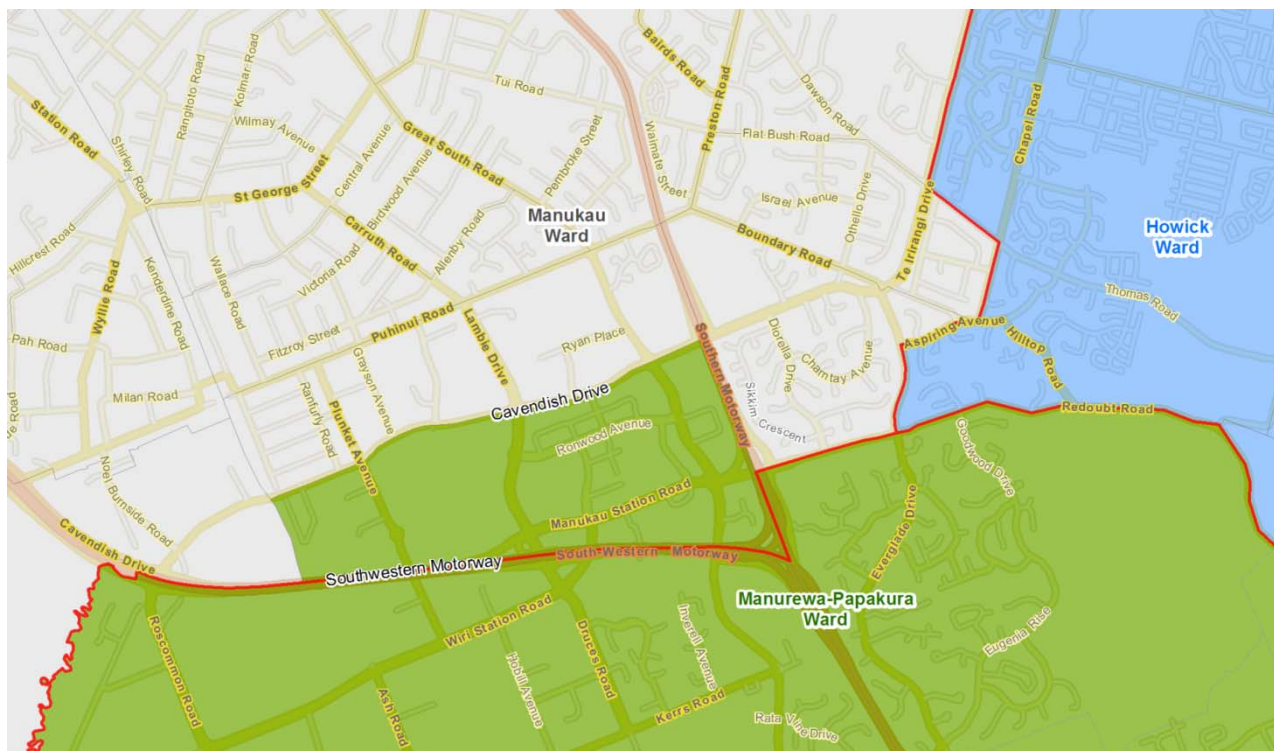 Bairds Road
Preston Road
Dawson Road
Tui Road
Rangitoto Road
Kolmar Road
Station Road
Shirley Road
Wilmay Avenue
Central Avenue
Great South Road
Pembroke Street
Waimate Street
Flat Bush Road
Chapel Road
St George Street
Birdwood Avenue
Israel Avenue
Othello Drive
Manukau
Ward
Howick
Ward
Hillcrest Road
Wallace Road
Victoria Road
Carruth Road
Allenby Road
Boundary Road
Te Irirangi Drive
Kenderdine Road
Wyllie Road
Thomas Road
Puhinui Road
Fitzroy Street
Lambie Drive
Ryan Place
Southern Motorway
Diorella Drive
Charntay Avenue
Aspiring Avenue
Hilltop Road
Pah Road
Grayson Avenue
Sikkim Crescent
Milan Road
Ranfurly Road
Plunket Avenue
Cavendish Drive
Redoubt Road
Ronwood Avenue
Goodwood Drive
Noel Burnside Road
Manukau Station Road
Everglade Drive
Cavendish Drive
Southwestern Motorway
South-Western Motorway
Manurewa-Papakura
Ward
Roscommon Road
Wiri Station Road
Druces Road
Inverell Avenue
Eugenia Rise
Hobill Avenue
Ash Road
Kerrs Road
Rata Vine Drive